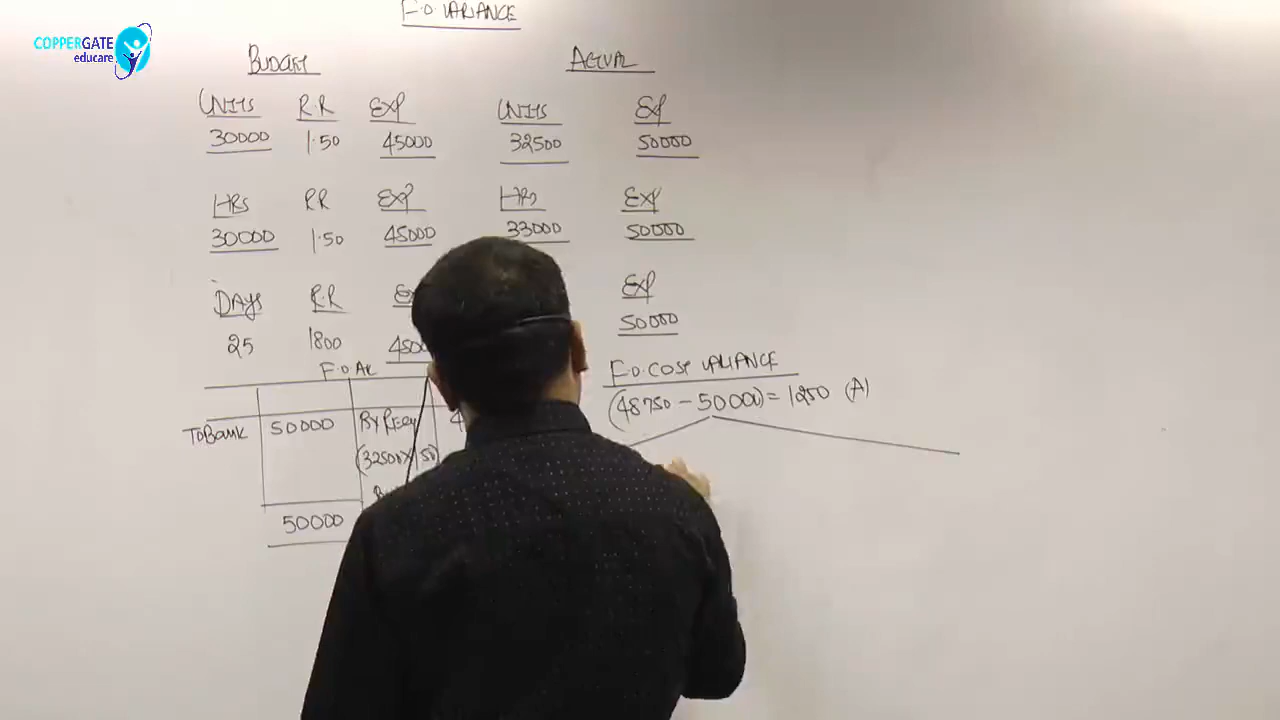 COPPERGATE
educare
F.O. VARIANCE
BUDGET ACTUAL
UNITS R.R EXP UNITS EXP
30000 1.50 45000 32500 50000
HRS RR EXP HRS EXP
30000 1.50 45000 33000 50000
DAYS R.R EXP
25 1800 50000
F.O. A/c F.O. COST VARIANCE
(48750 - 50000) = 1250 (A)
To Bank 50000 By
(32500 X 1.50)
50000